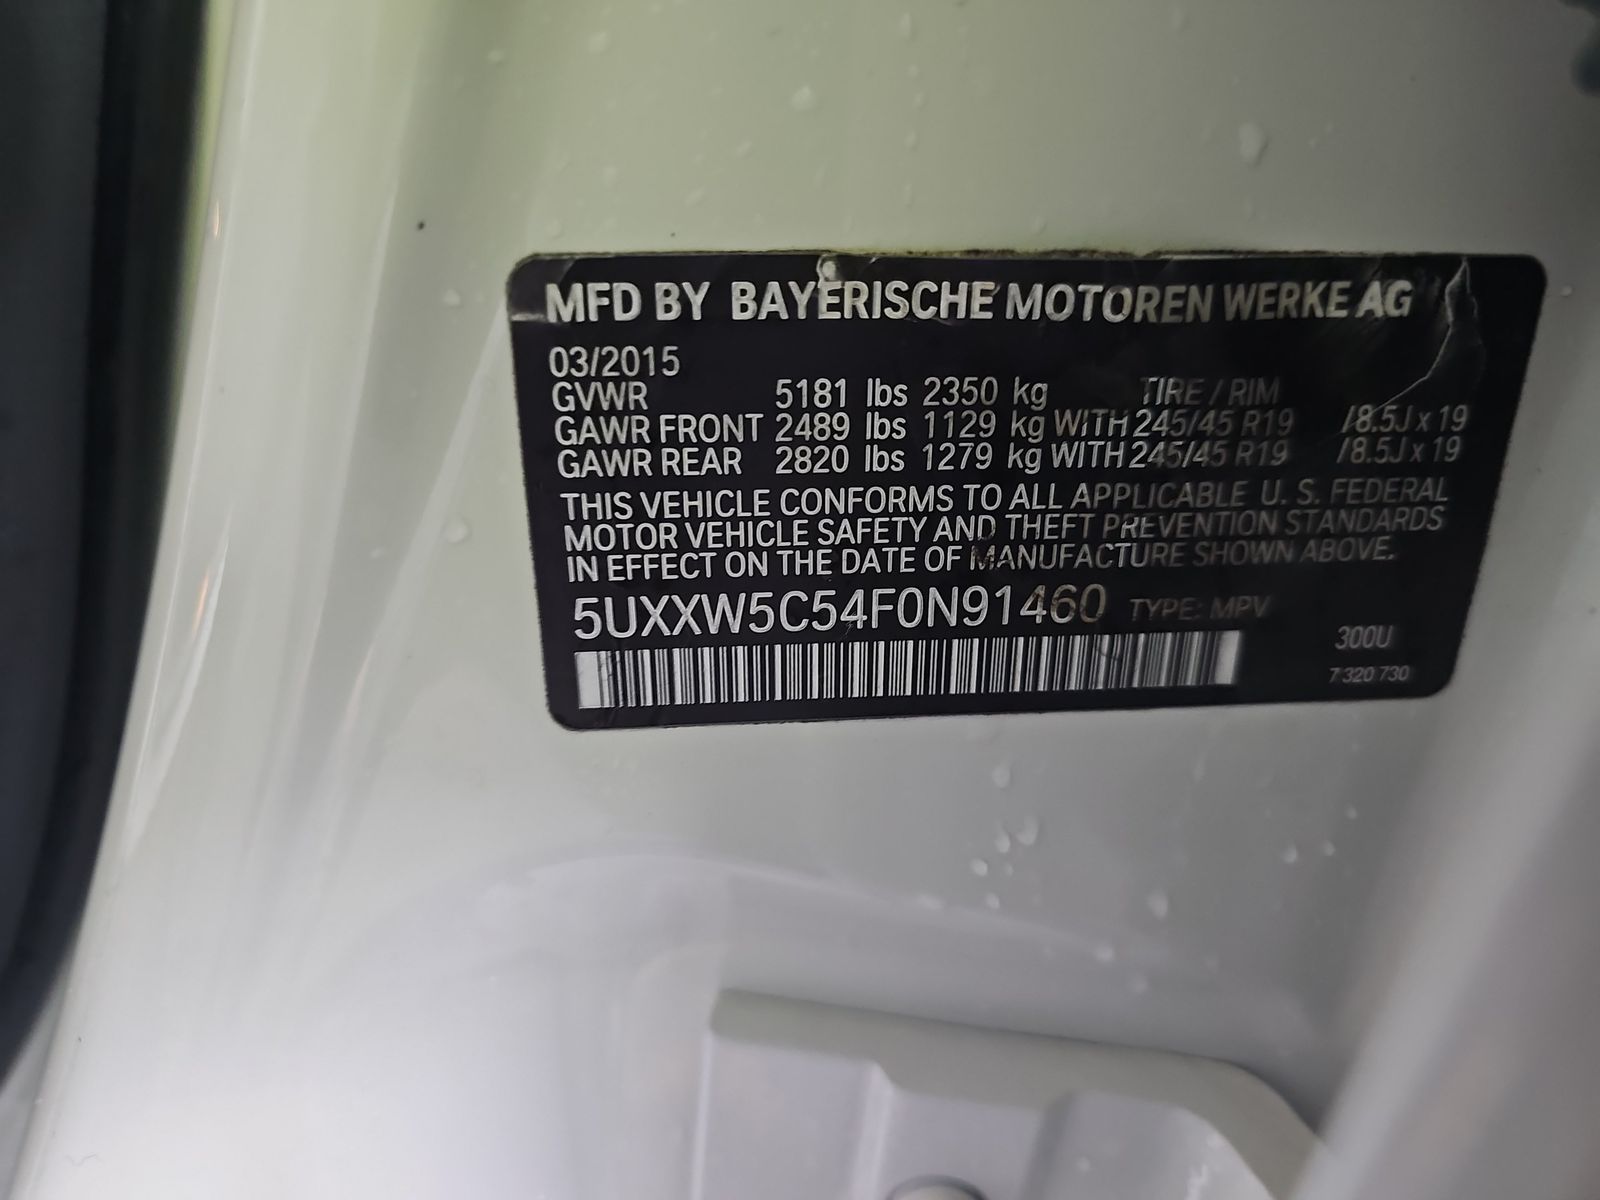 MFD BY BAYERISCHE MOTOREN WERKE AG
03/2015
GVWR 5181 lbs 2350 kg TIRE / RIM
GAWR FRONT 2489 lbs 1129 kg WITH 245/45 R19 /8.5J x 19
GAWR REAR 2820 lbs 1279 kg WITH 245/45 R19 /8.5J x 19
THIS VEHICLE CONFORMS TO ALL APPLICABLE U. S. FEDERAL
MOTOR VEHICLE SAFETY AND THEFT PREVENTION STANDARDS
IN EFFECT ON THE DATE OF MANUFACTURE SHOWN ABOVE.
5UXXW5C54F0N91460 TYPE: MPV
300U
7 320 730